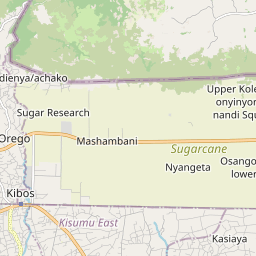 dienya/achako
Upper Kole
onyinyor
nandi Squ
Sugar Research
Orego
Mashambani
Sugarcane
Osango
lower
Nyangeta
Kibos
Kisumu East
Kasiaya